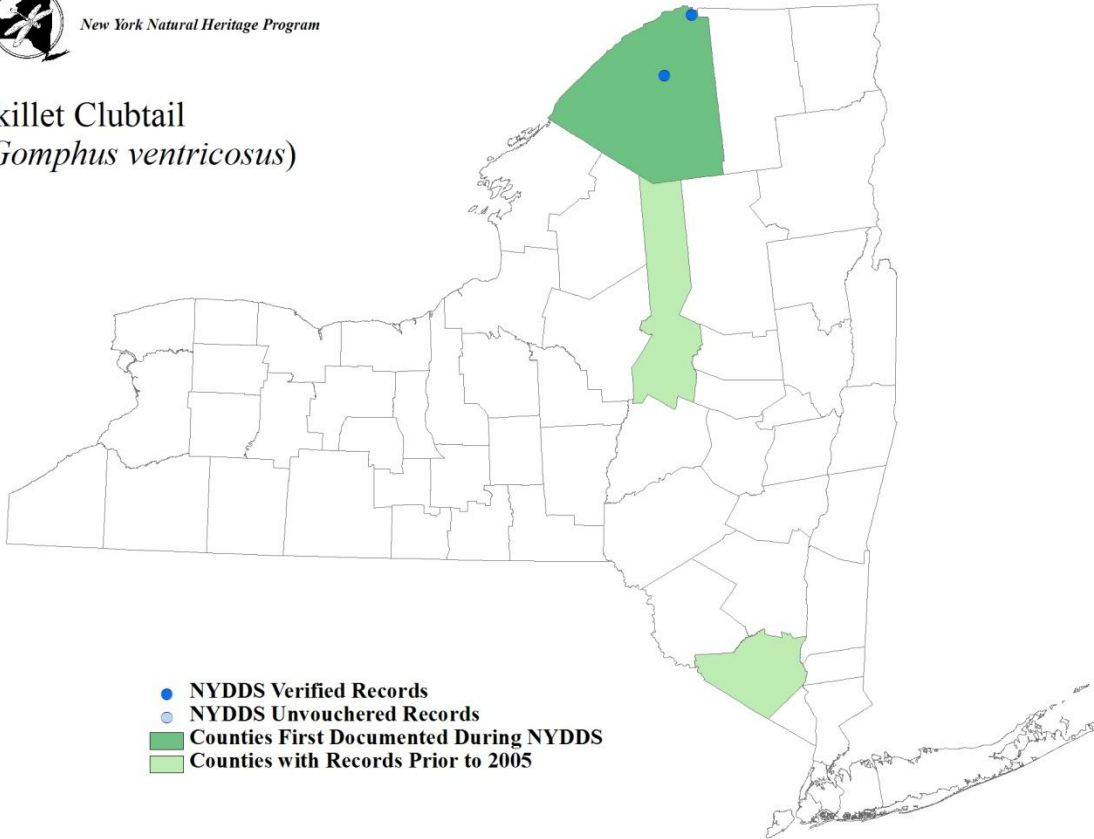 New York Natural Heritage Program
killet Clubtail
Gomphus ventricosus)
NYDDS Verified Records
NYDDS Unvouchered Records
Counties First Documented During NYDDS
Counties with Records Prior to 2005